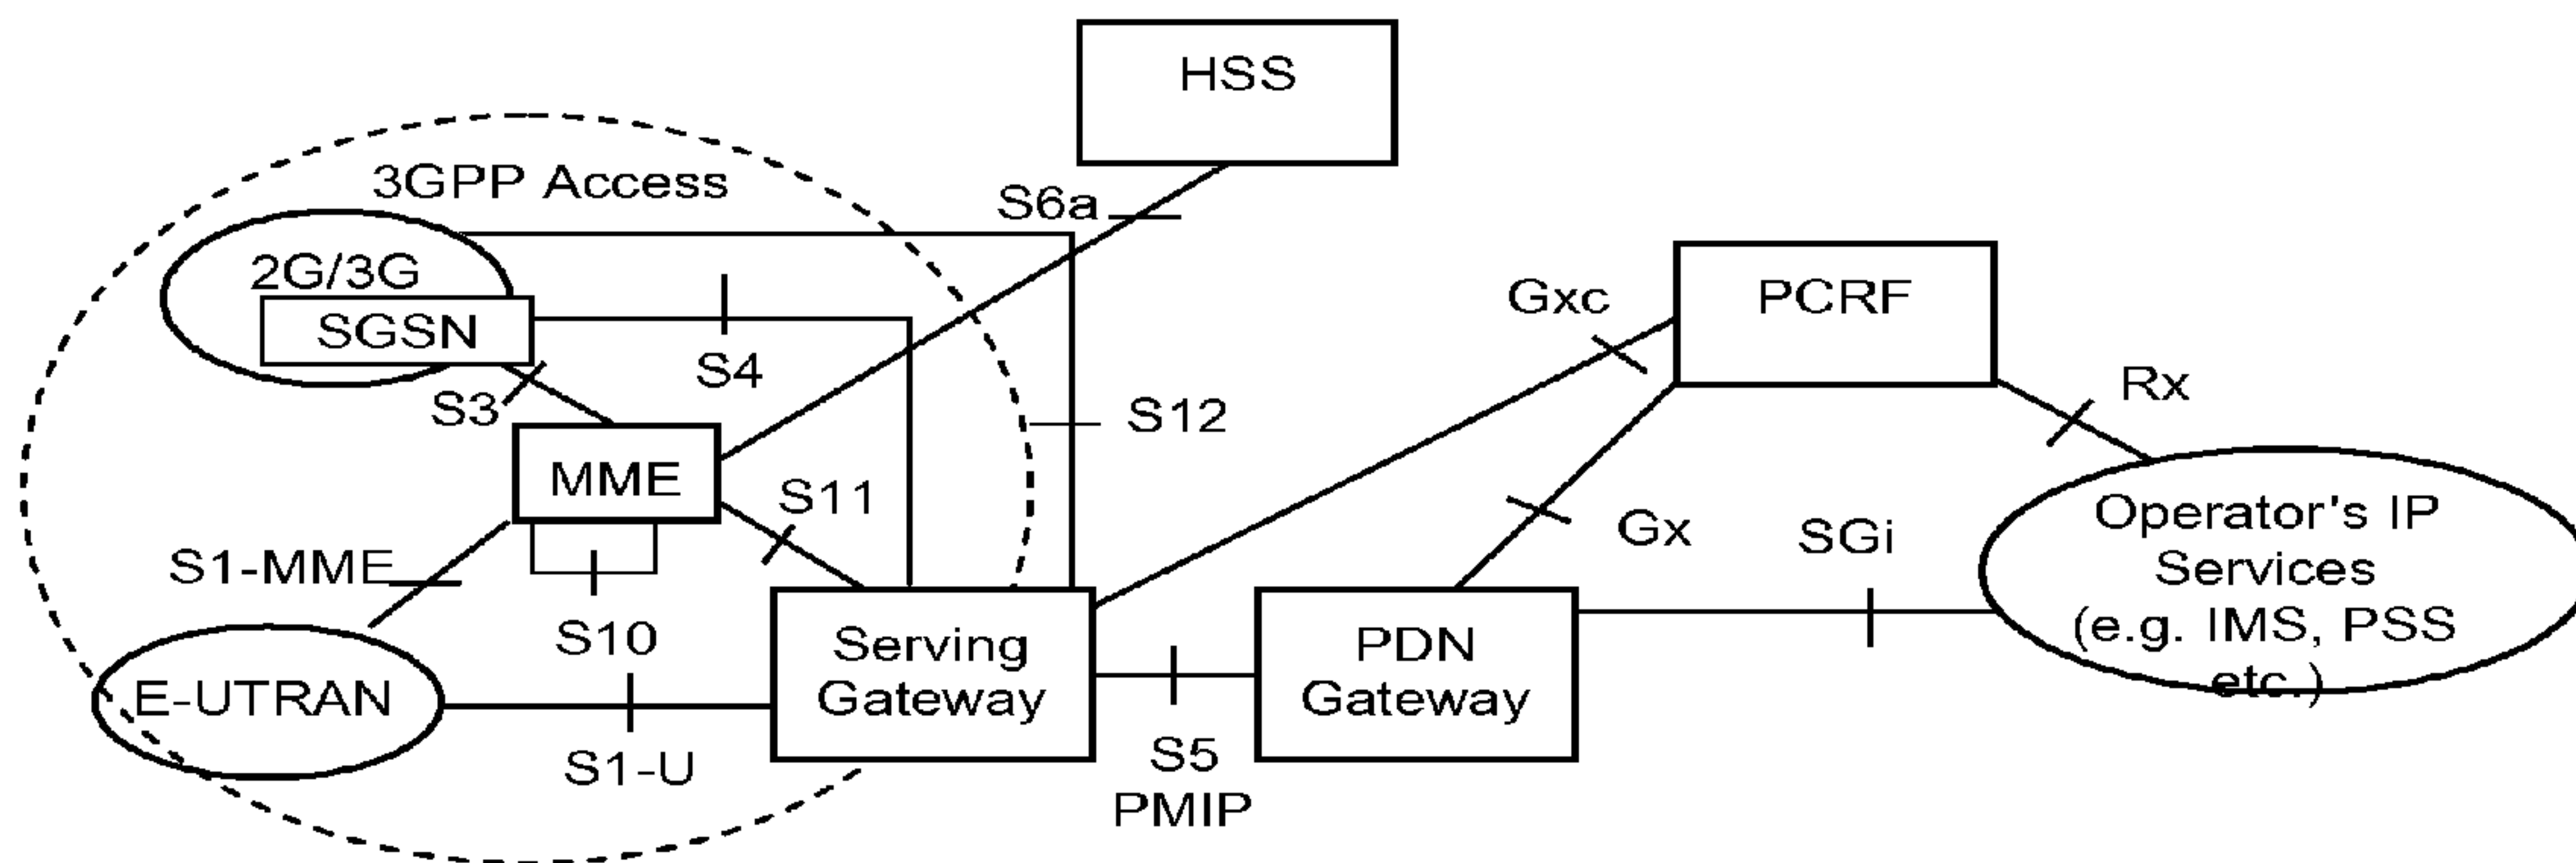 HSS
3GPP Access
S6a
2G/3G
SGSN
S4
S3
S12
Gxc
PCRF
Rx
MME
S11
S1-MME
S10
Gx
SGi
Operator's IP
Services
(e.g. IMS, PSS
etc.)
E-UTRAN
S1-U
Serving
Gateway
S5
PMIP
PDN
Gateway